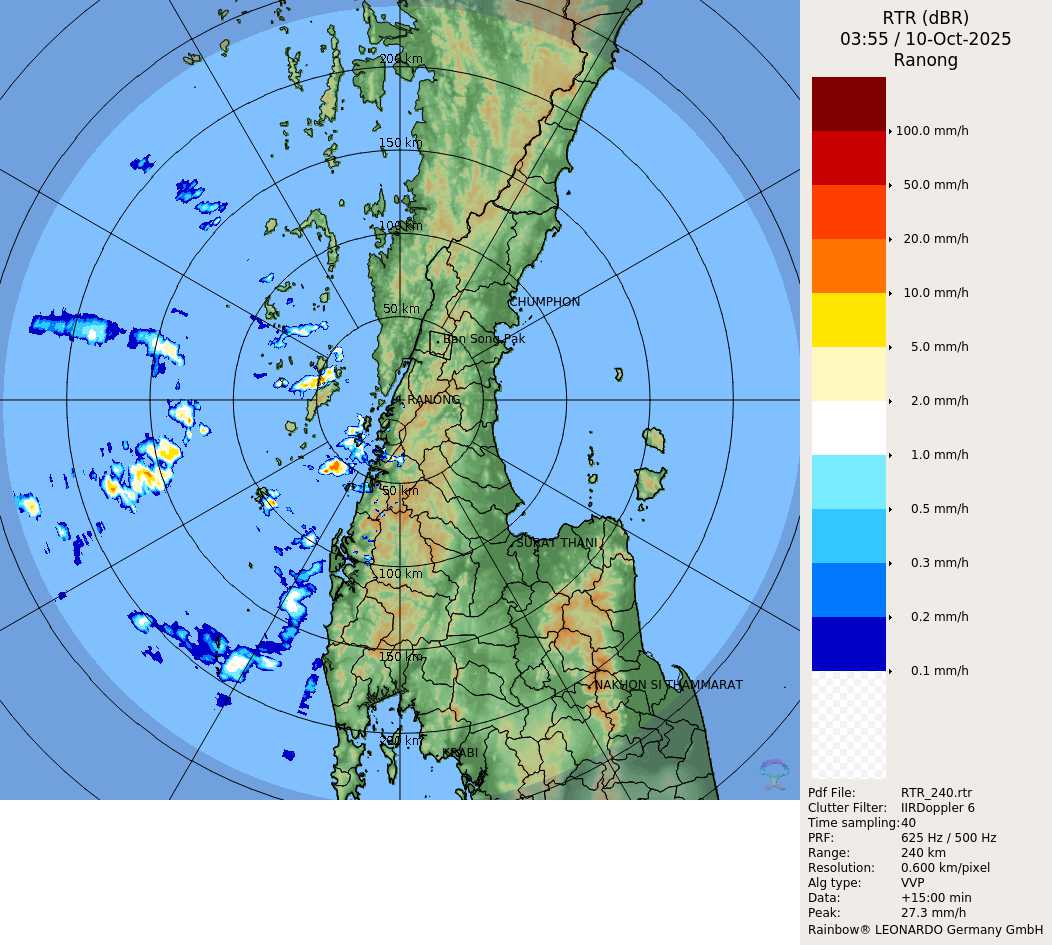 RTR (dBR)
03:55 / 10-Oct-2025
Ranong
200 km
150 km
100 km
50 km
CHUMPHON
Ban Song Pak
RANONG
50 km
SURAT THANI
100 km
150 km
NAKHON SI THAMMARAT
200 km
KRABI
100.0 mm/h
50.0 mm/h
20.0 mm/h
10.0 mm/h
5.0 mm/h
2.0 mm/h
1.0 mm/h
0.5 mm/h
0.3 mm/h
0.2 mm/h
0.1 mm/h
Pdf File: RTR_240.rtr
Clutter Filter: IIRDoppler 6
Time sampling:40
PRF: 625 Hz / 500 Hz
Range: 240 km
Resolution: 0.600 km/pixel
Alg type: VVP
Data: +15:00 min
Peak: 27.3 mm/h
Rainbow® LEONARDO Germany GmbH